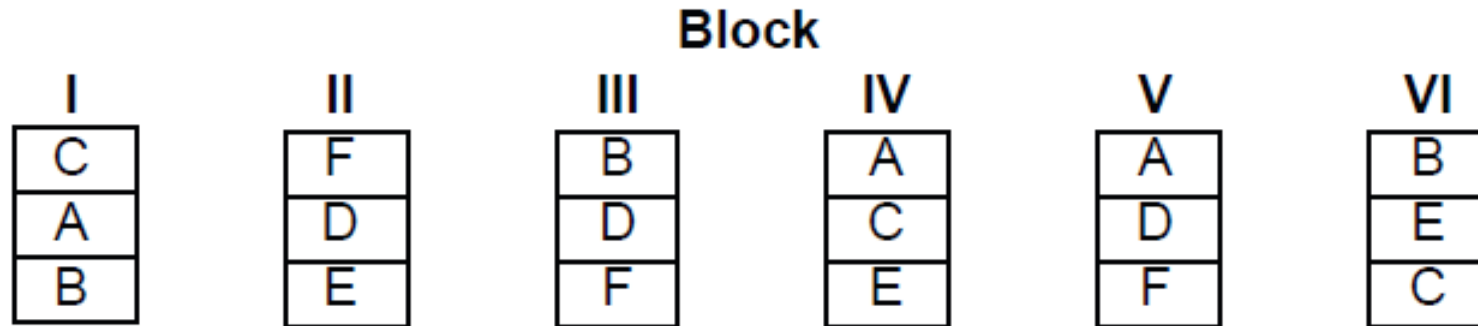 Block
I II III IV V VI
C F B A A B
A D D C D E
B E F E F C